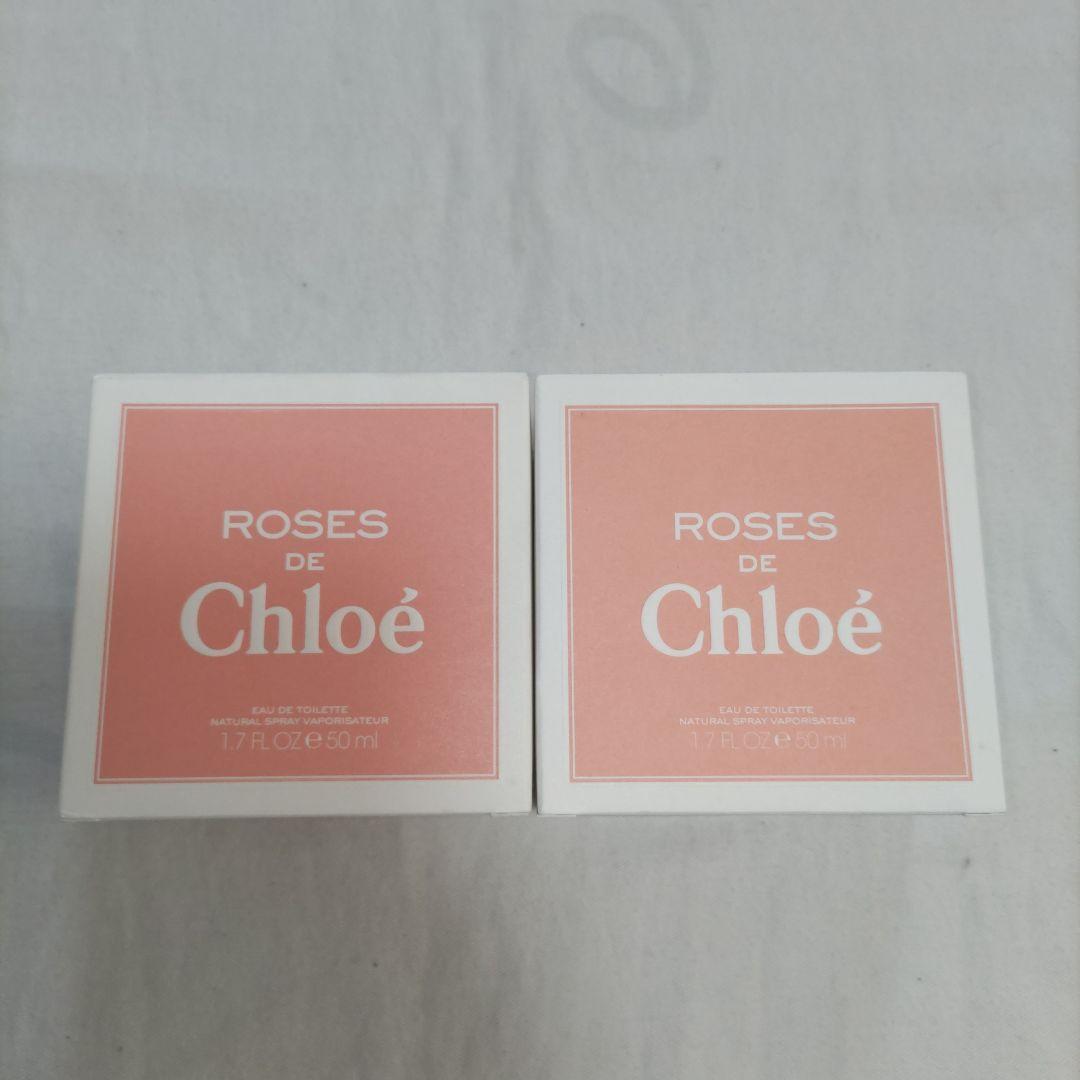 ROSES
DE
Chloé
EAU DE TOILETTE
NATURAL SPRAY VAPORISATEUR
1.7 FL OZ e 50 ml
ROSES
DE
Chloé
EAU DE TOILETTE
NATURAL SPRAY VAPORISATEUR
1.7 FL OZ e 50 ml